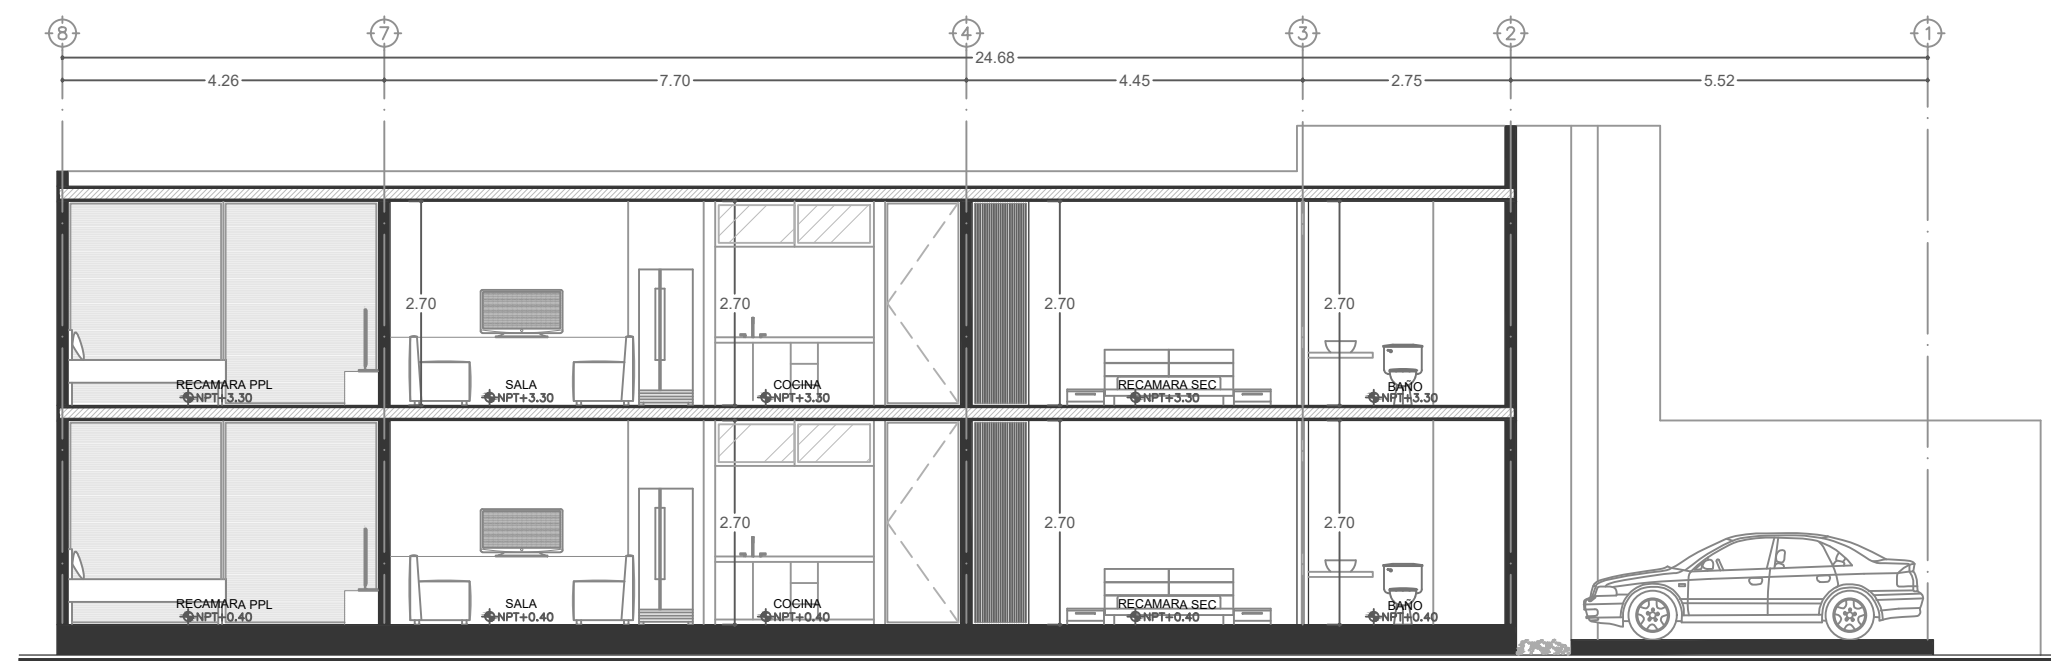 8 7 4 3 2 1
24.68
4.26 7.70 4.45 2.75 5.52
2.70 2.70 2.70 2.70
RECAMARA PPL SALA COCINA RECAMARA SEC BAÑO
NPT+3.30 NPT+3.30 NPT+3.30 NPT+3.30 NPT+3.30
2.70 2.70 2.70
RECAMARA PPL SALA COCINA RECAMARA SEC BAÑO
NPT+0.40 NPT+0.40 NPT+0.40 NPT+0.40 NPT+0.40